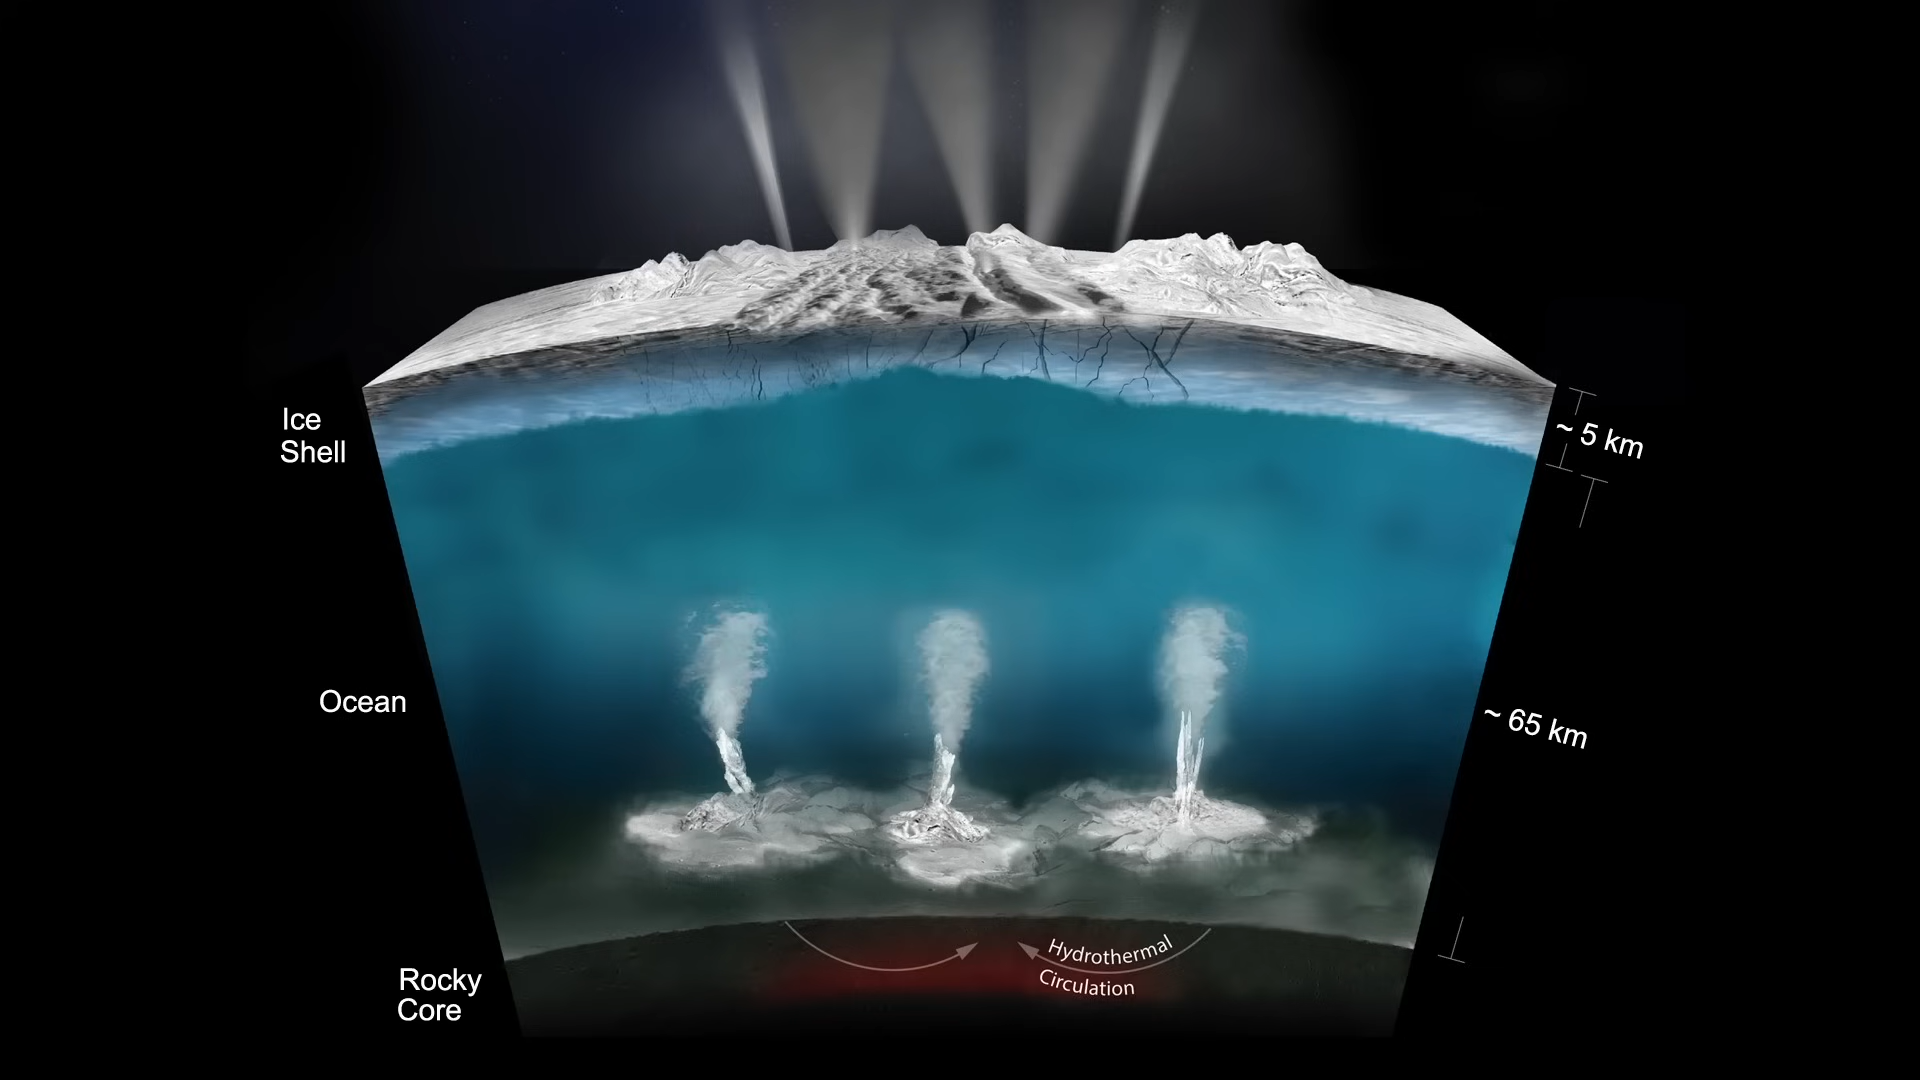 Ice
Shell
~ 5 km
Ocean
~ 65 km
Rocky
Core
Hydrothermal
Circulation